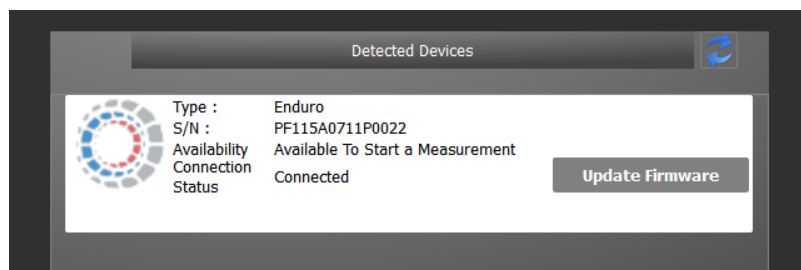 Detected Devices
Type : Enduro
S/N : PF115A0711P0022
Availability Available To Start a Measurement
Connection Status Connected
Update Firmware